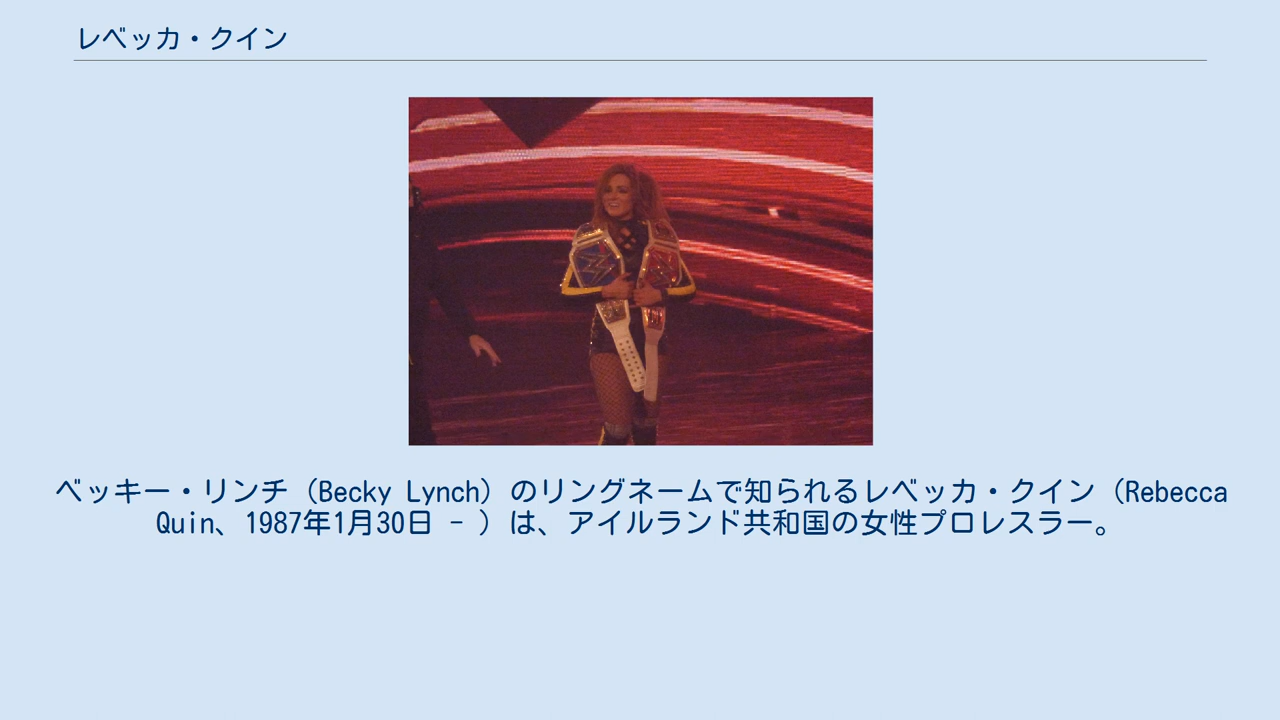 レベッカ・クイン
ベッキー・リンチ（Becky Lynch）のリングネームで知られるレベッカ・クイン（Rebecca
Quin、1987年1月30日 - ）は、アイルランド共和国の女性プロレスラー。